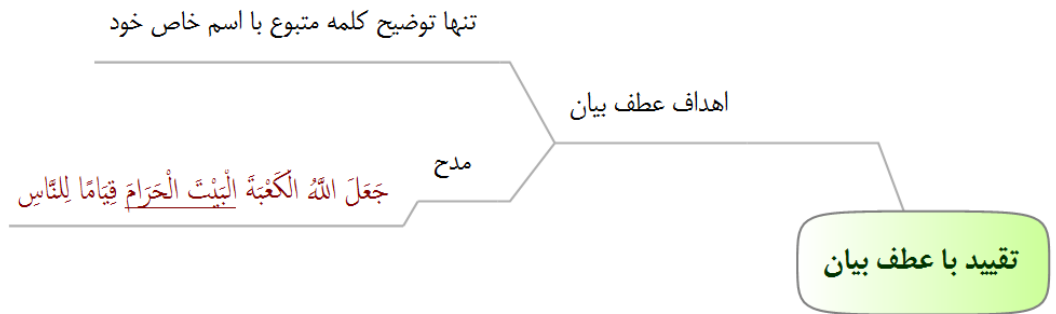 تنها توضیح کلمه متبوع با اسم خاص خود
اهداف عطف بیان
مدح
جَعَلَ اللَّهُ الْكَعْبَةَ الْبَيْتَ الْحَرَامَ قِيَامًا لِلنَّاسِ
تقیید با عطف بیان